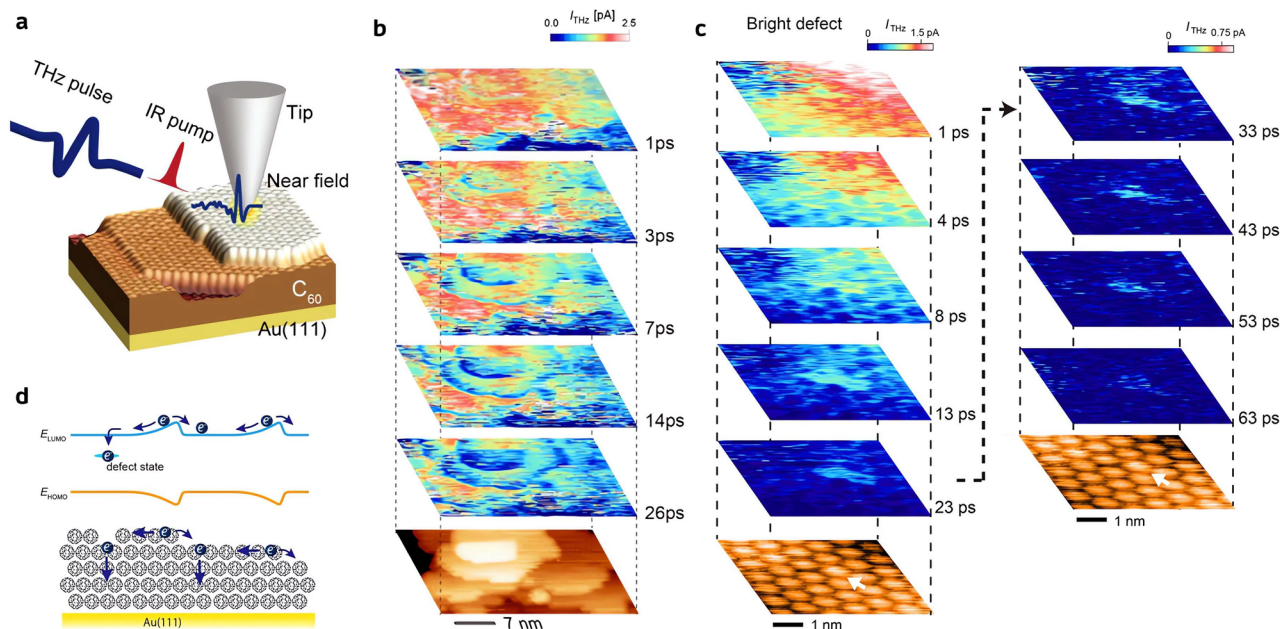 a
THz pulse
IR pump
Tip
Near field
C60
Au(111)
b
ITHz [pA]
0.0 2.5
1ps
3ps
7ps
14ps
26ps
7 nm
c
Bright defect
ITHz
0 1.5 pA
1 ps
4 ps
8 ps
13 ps
23 ps
1 nm
ITHz
0 0.75 pA
33 ps
43 ps
53 ps
63 ps
1 nm
d
ELUMO
e e e e
e
defect state
EHOMO
e
e e e
Au(111)